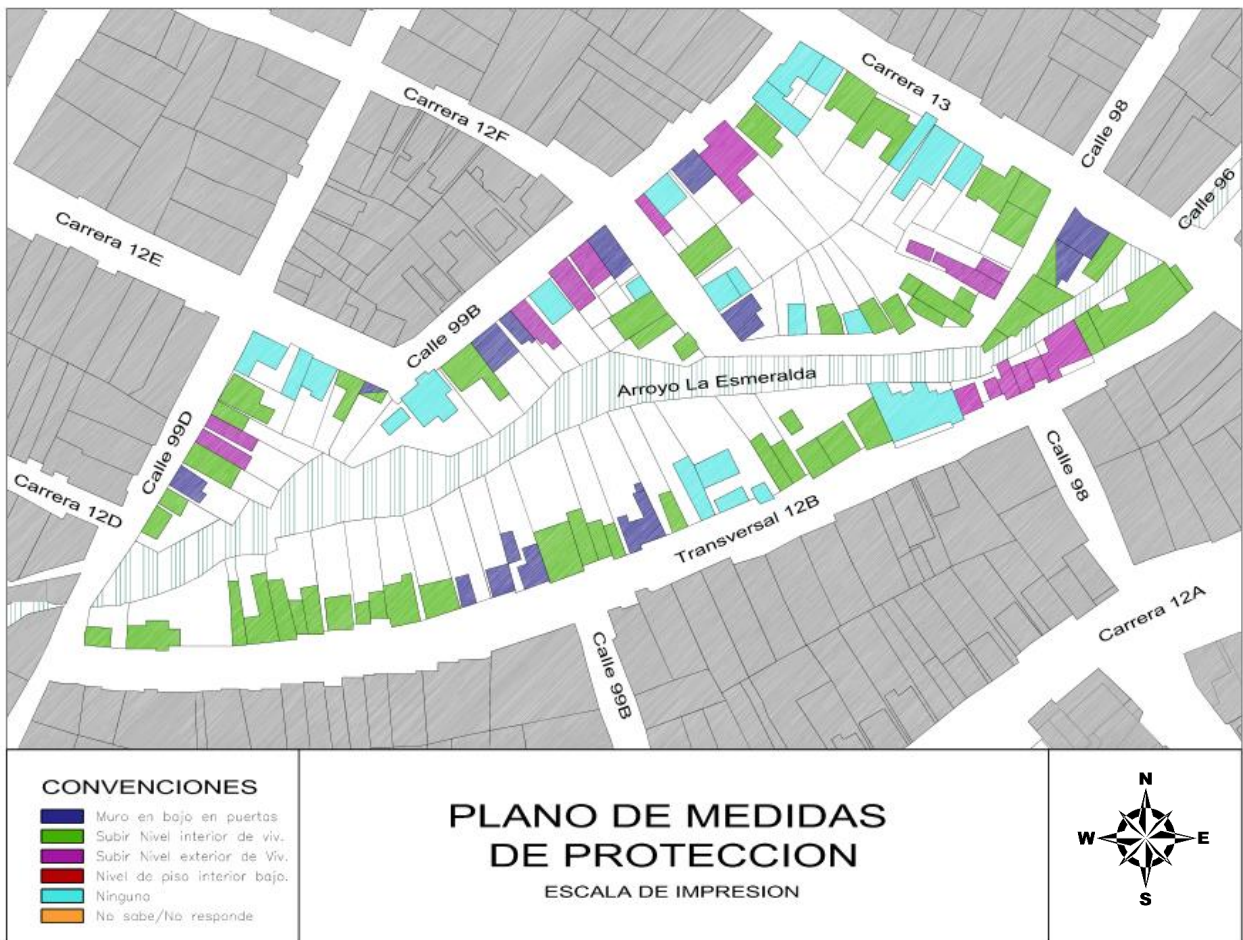 Carrera 13
Calle 98
Calle 96
Carrera 12F
Carrera 12E
Calle 99B
Arroyo La Esmeralda
Calle 99D
Carrera 12D
Calle 98
Transversal 12B
Carrera 12A
Calle 99B
CONVENCIONES
Muro en bajo en puertas
Subir Nivel interior de viv.
Subir Nivel exterior de Viv.
Nivel de piso interior bajo.
Ninguno
No sabe/No responde
PLANO DE MEDIDAS
DE PROTECCION
ESCALA DE IMPRESION
N
W
E
S